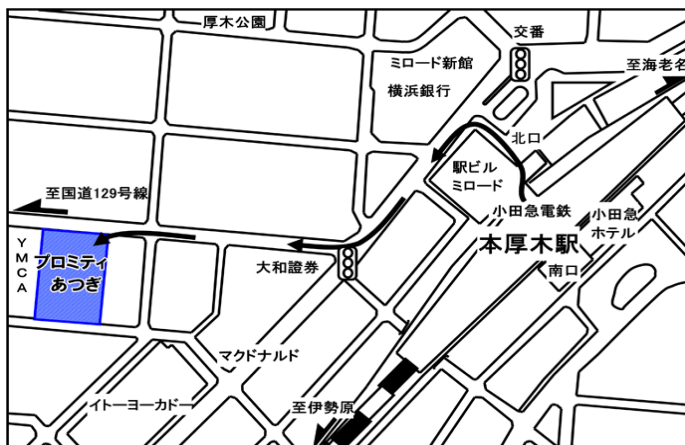 厚木公園
交番
ミロード新館
横浜銀行
至海老名
北口
駅ビル
ミロード
至国道129号線
小田急電鉄
小田急
ホテル
本厚木駅
南口
YMCA
プロミティ
あつぎ
大和證券
マクドナルド
イトーヨーカドー
至伊勢原